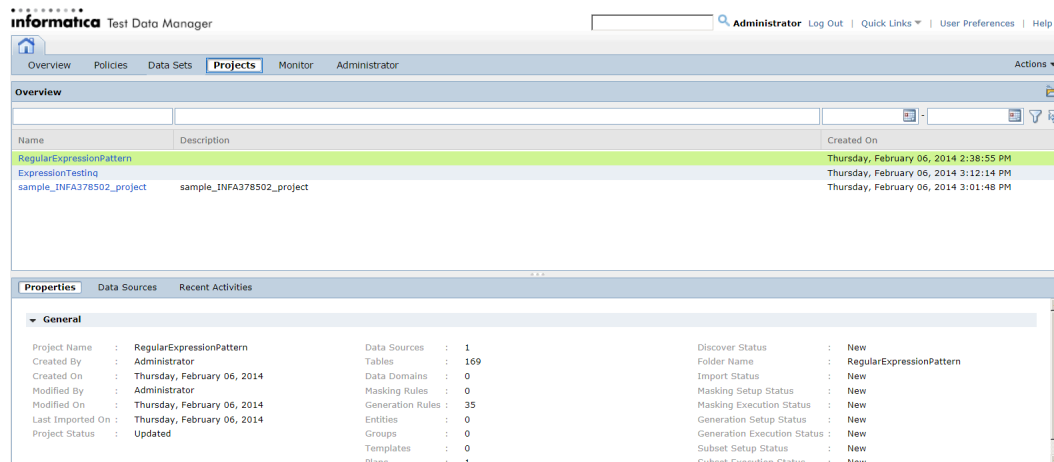 informatica Test Data Manager
Administrator Log Out | Quick Links | User Preferences | Help
Overview Policies Data Sets Projects Monitor Administrator Actions
Overview
-
Name Description Created On
RegularExpressionPattern Thursday, February 06, 2014 2:38:55 PM
ExpressionTesting Thursday, February 06, 2014 3:12:14 PM
sample_INFA378502_project sample_INFA378502_project Thursday, February 06, 2014 3:01:48 PM
Properties Data Sources Recent Activities
General
Project Name : RegularExpressionPattern Data Sources : 1 Discover Status : New
Created By : Administrator Tables : 169 Folder Name : RegularExpressionPattern
Created On : Thursday, February 06, 2014 Data Domains : 0 Import Status : New
Modified By : Administrator Masking Rules : 0 Masking Setup Status : New
Modified On : Thursday, February 06, 2014 Generation Rules : 35 Masking Execution Status : New
Last Imported On : Thursday, February 06, 2014 Entities : 0 Generation Setup Status : New
Project Status : Updated Groups : 0 Generation Execution Status : New
Templates : 0 Subset Setup Status : New
Plans : 1 Subset Execution Status : New